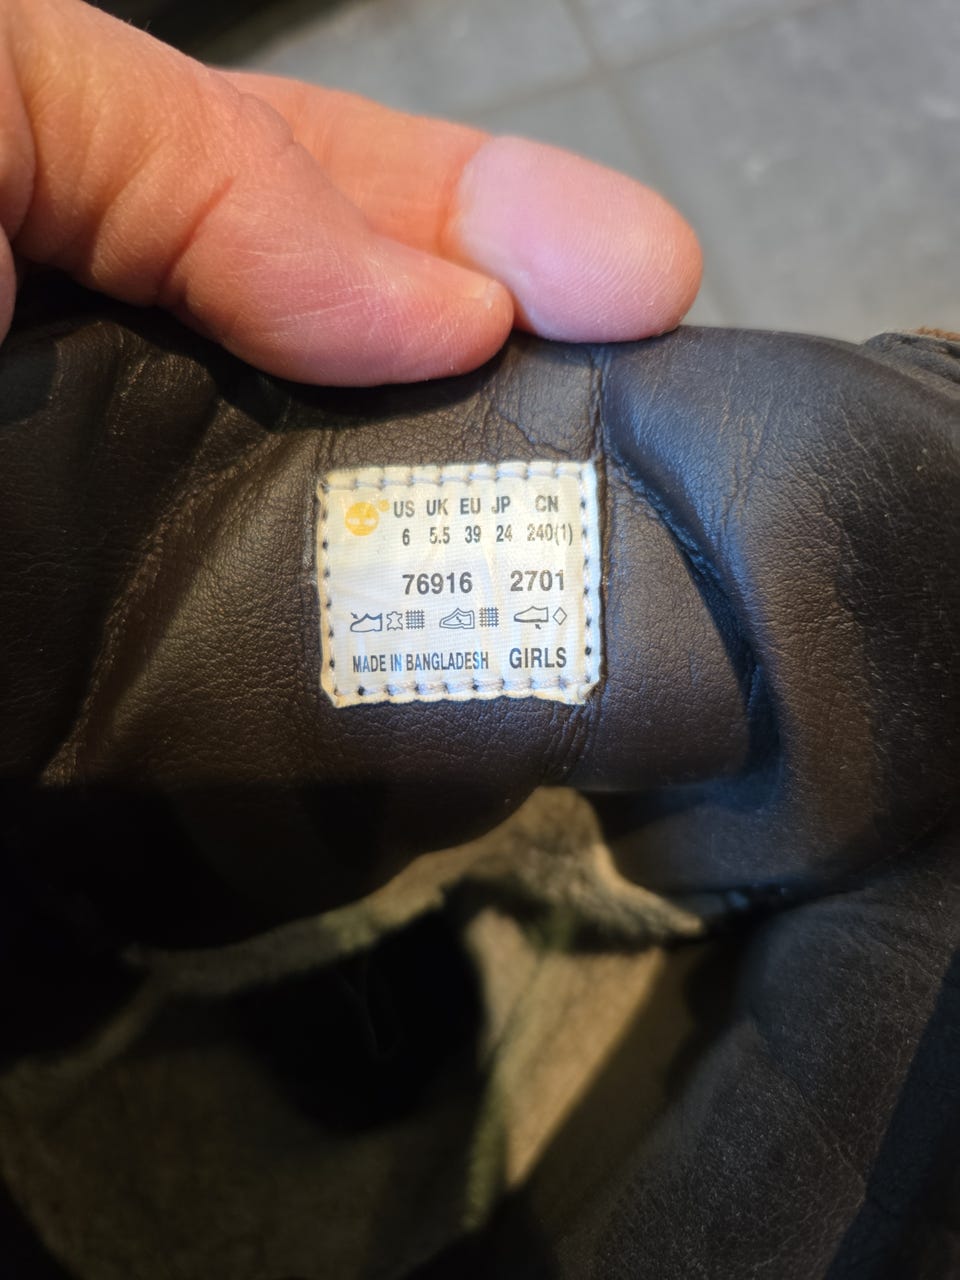 US UK EU JP CN
6 5.5 39 24 240(1)
76916 2701
MADE IN BANGLADESH GIRLS